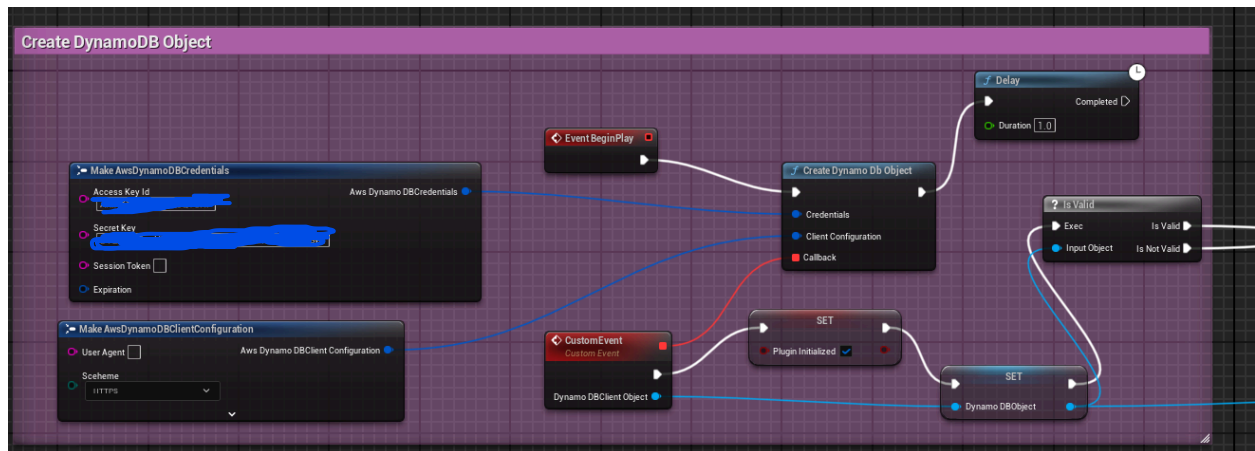 Create DynamoDB Object
Delay
Completed
Duration 1.0
Event BeginPlay
Make AwsDynamoDBCredentials
Access Key Id
Aws Dynamo DBCredentials
Secret Key
Session Token
Expiration
Create Dynamo Db Object
Credentials
Client Configuration
Callback
? Is Valid
Exec
Is Valid
Input Object
Is Not Valid
Make AwsDynamoDBClientConfiguration
User Agent
Aws Dynamo DBClient Configuration
Sceheme
HTTPS
CustomEvent
Custom Event
Dynamo DBClient Object
SET
Plugin Initialized
SET
Dynamo DBObject